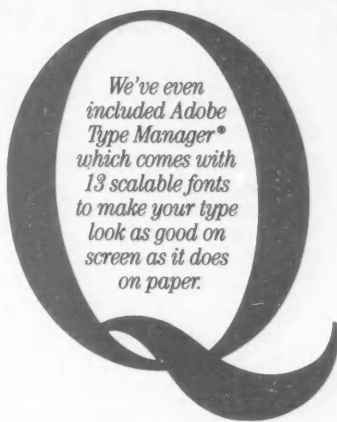 Q
We've even
included Adobe
Type Manager®
which comes with
13 scalable fonts
to make your type
look as good on
screen as it does
on paper.